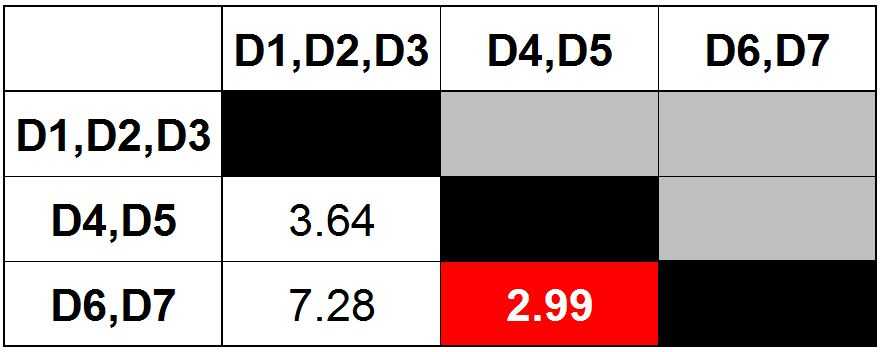 D1,D2,D3 D4,D5 D6,D7
D1,D2,D3
D4,D5 3.64
D6,D7 7.28 2.99